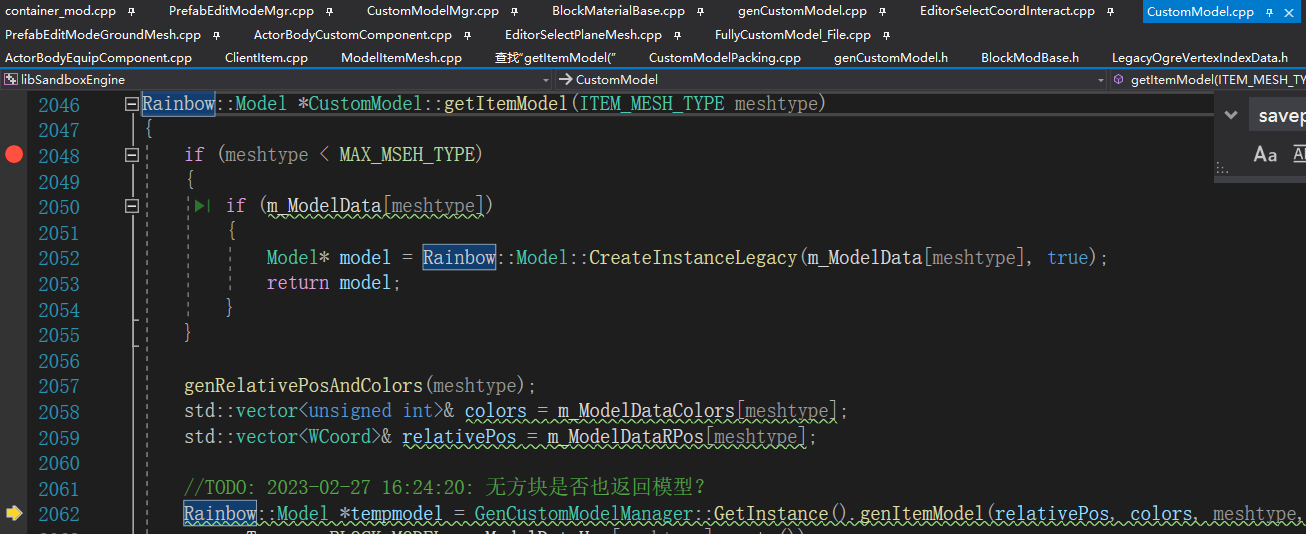 container_mod.cpp PrefabEditModeMgr.cpp CustomModelMgr.cpp BlockMaterialBase.cpp genCustomModel.cpp EditorSelectCoordInteract.cpp CustomModel.cpp
PrefabEditModeGroundMesh.cpp ActorBodyCustomComponent.cpp EditorSelectPlaneMesh.cpp FullyCustomModel_File.cpp
ActorBodyEquipComponent.cpp ClientItem.cpp ModelItemMesh.cpp 查找"getItemModel(" CustomModelPacking.cpp genCustomModel.h BlockModBase.h LegacyOgreVertexIndexData.h
libSandboxEngine CustomModel getItemModel(ITEM_MESH_TY
savep
Aa
2046 Rainbow::Model *CustomModel::getItemModel(ITEM_MESH_TYPE meshtype)
2047 {
2048 if (meshtype < MAX_MSEH_TYPE)
2049 {
2050 if (m_ModelData[meshtype])
2051 {
2052 Model* model = Rainbow::Model::CreateInstanceLegacy(m_ModelData[meshtype], true);
2053 return model;
2054 }
2055 }
2056
2057 genRelativePosAndColors(meshtype);
2058 std::vector<unsigned int>& colors = m_ModelDataColors[meshtype];
2059 std::vector<WCoord>& relativePos = m_ModelDataRPos[meshtype];
2060
2061 //TODO: 2023-02-27 16:24:20: 无方块是否也返回模型?
2062 Rainbow::Model *tempmodel = GenCustomModelManager::GetInstance().genItemModel(relativePos, colors, meshtype,